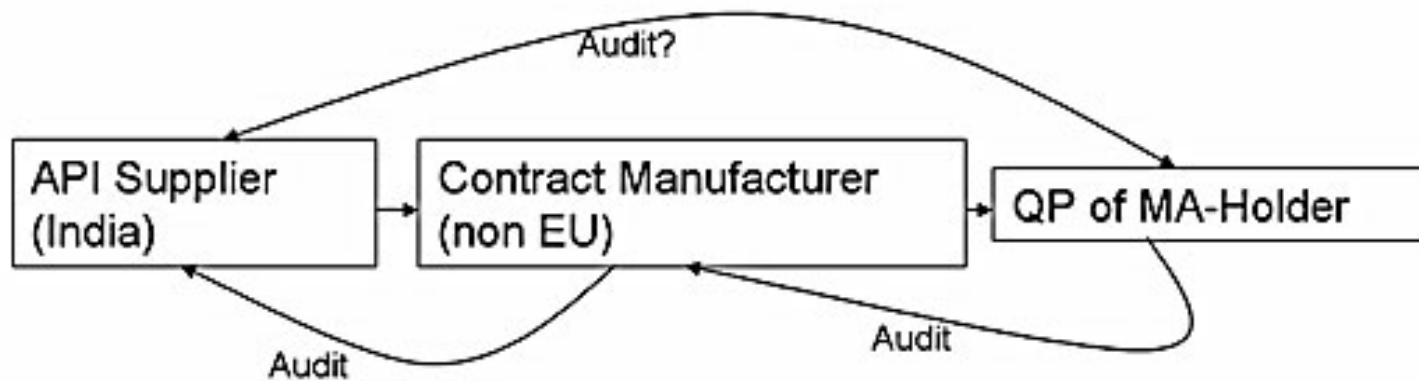 Audit?
API Supplier
(India)
Contract Manufacturer
(non EU)
QP of MA-Holder
Audit
Audit